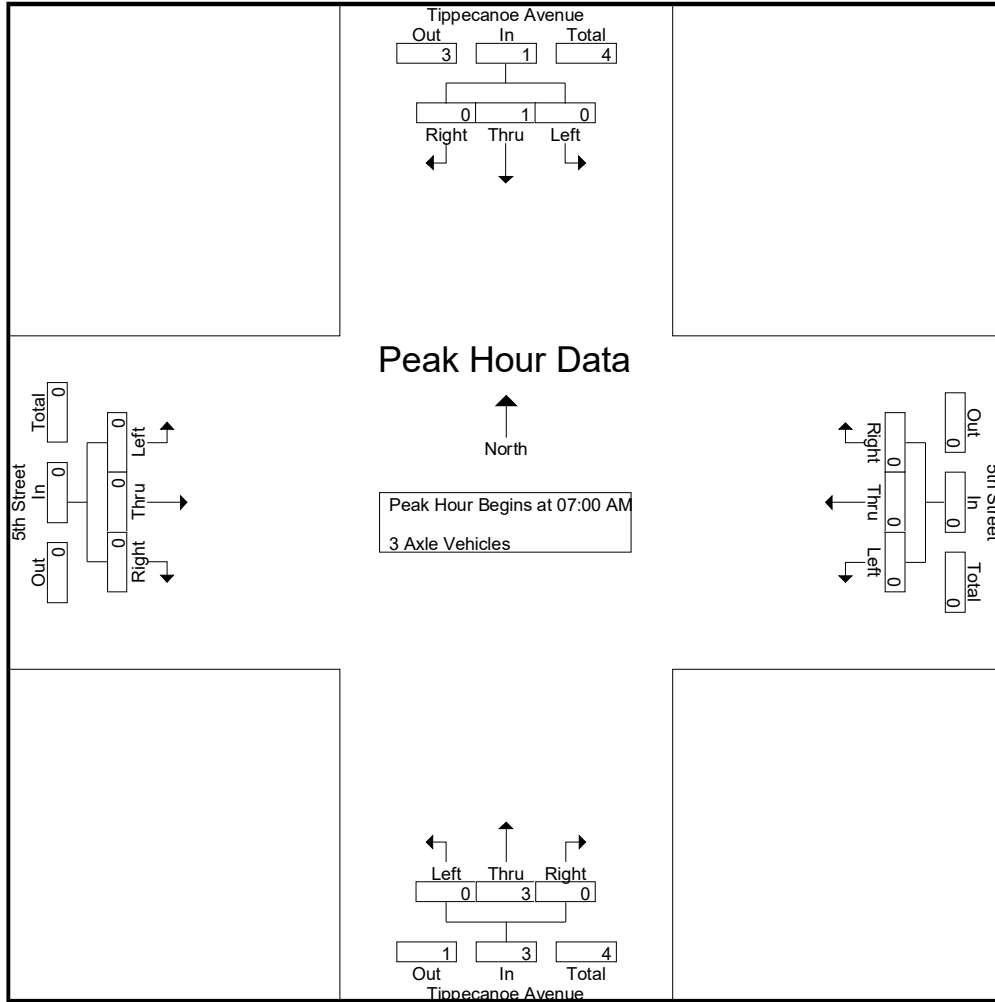 Tippecanoe Avenue
Out In Total
3 1 4
0 1 0
Right Thru Left
Peak Hour Data
North
Peak Hour Begins at 07:00 AM
3 Axle Vehicles
5th Street
Total In Out
0 0 0
0 0 0
Left Thru Right
5th Street
Out In Total
0 0 0
0 0 0
Right Thru Left
Left Thru Right
0 3 0
1 3 4
Out In Total
Tippecanoe Avenue